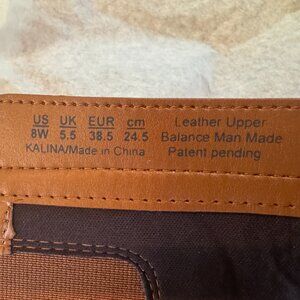 US UK EUR cm Leather Upper
8W 5.5 38.5 24.5 Balance Man Made
KALINA/Made in China Patent pending